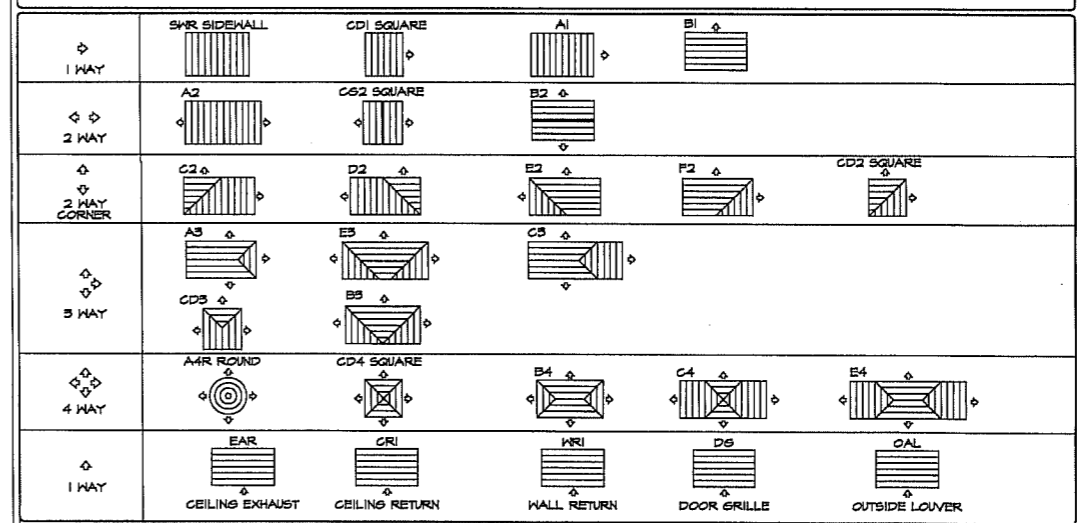 SWR SIDEWALL
CD1 SQUARE
A1
B1
1 WAY
A2
CS2 SQUARE
B2
2 WAY
C2
D2
E2
F2
CD2 SQUARE
2 WAY
CORNER
A3
E3
C3
CD3
B3
3 WAY
A4R ROUND
CD4 SQUARE
B4
C4
E4
4 WAY
EAR
CR1
WR1
DG
OAL
1 WAY
CEILING EXHAUST
CEILING RETURN
WALL RETURN
DOOR GRILLE
OUTSIDE LOUVER